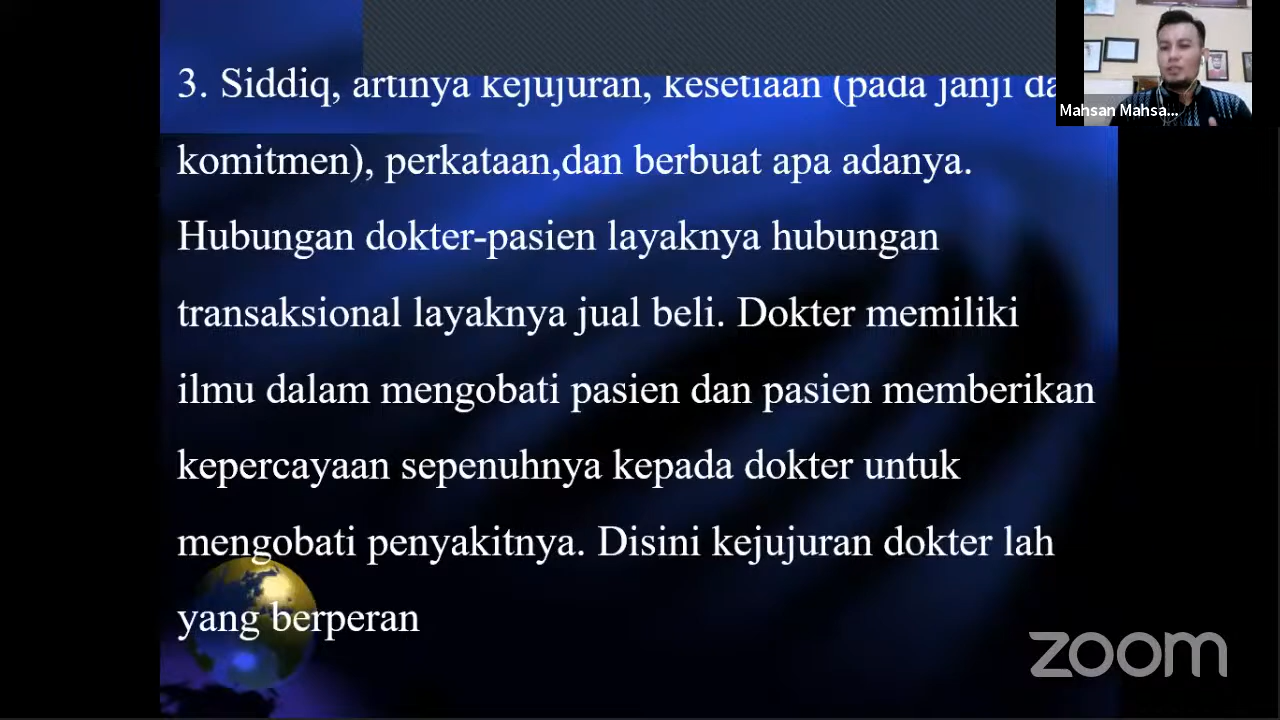 3. Siddiq, artinya kejujuran, kesetiaan (pada janji da
komitmen), perkataan,dan berbuat apa adanya.
Hubungan dokter-pasien layaknya hubungan
transaksional layaknya jual beli. Dokter memiliki
ilmu dalam mengobati pasien dan pasien memberikan
kepercayaan sepenuhnya kepada dokter untuk
mengobati penyakitnya. Disini kejujuran dokter lah
yang berperan
Mahsan Mahsa...
zoom